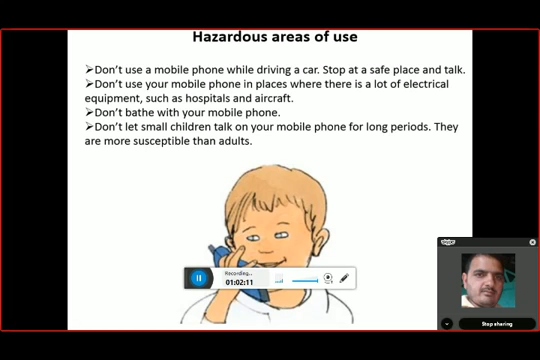 Hazardous areas of use
➢Don't use a mobile phone while driving a car. Stop at a safe place and talk.
➢Don't use your mobile phone in places where there is a lot of electrical
equipment, such as hospitals and aircraft.
➢Don't bathe with your mobile phone.
➢Don't let small children talk on your mobile phone for long periods. They
are more susceptible than adults.
skype
Recording...
01:02:11
Stop sharing